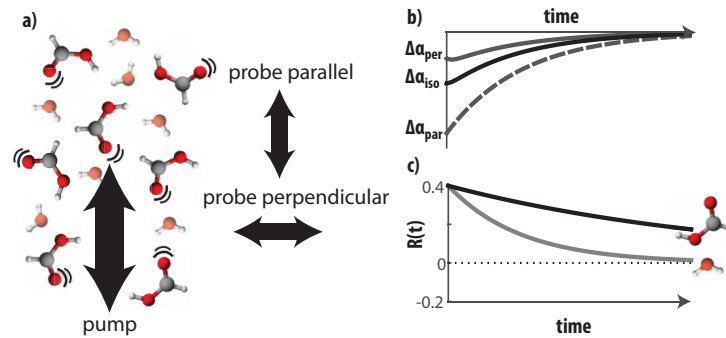 a)
probe parallel
probe perpendicular
pump
b)
time
Δα_per
Δα_iso
Δα_par
c)
0.4
R(t)
0
-0.2
time